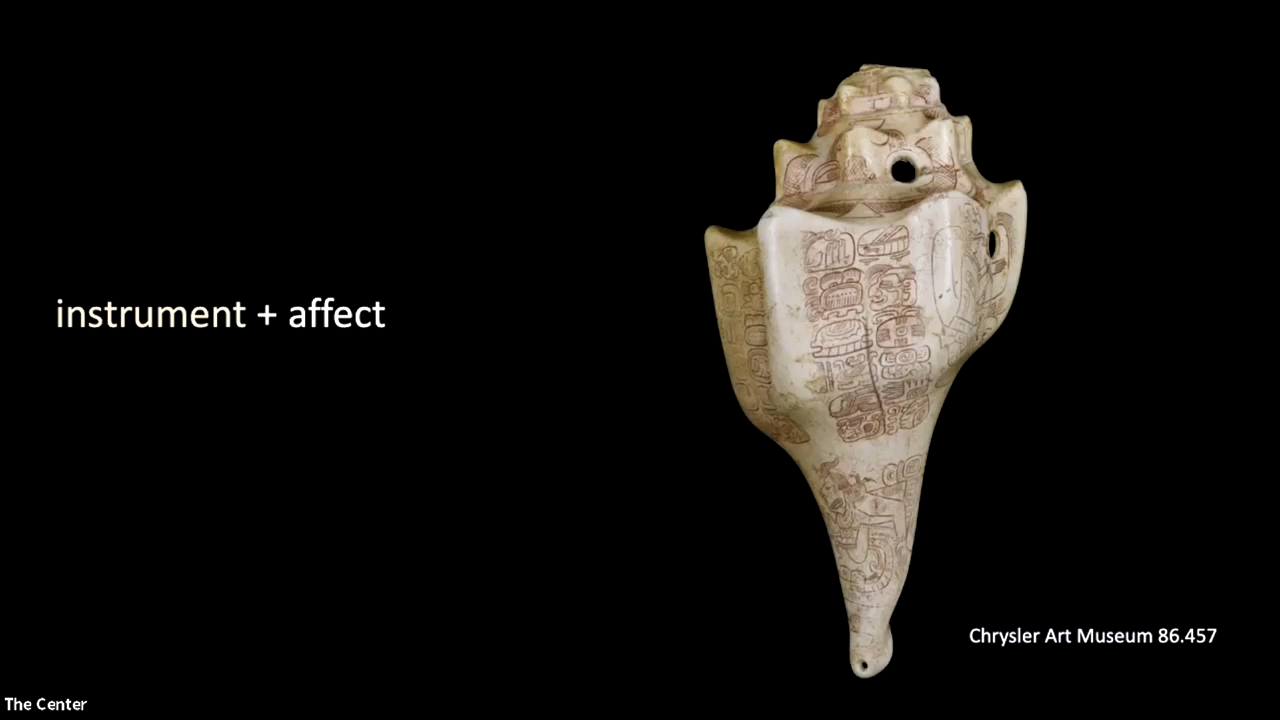 instrument + affect
Chrysler Art Museum 86.457
The Center